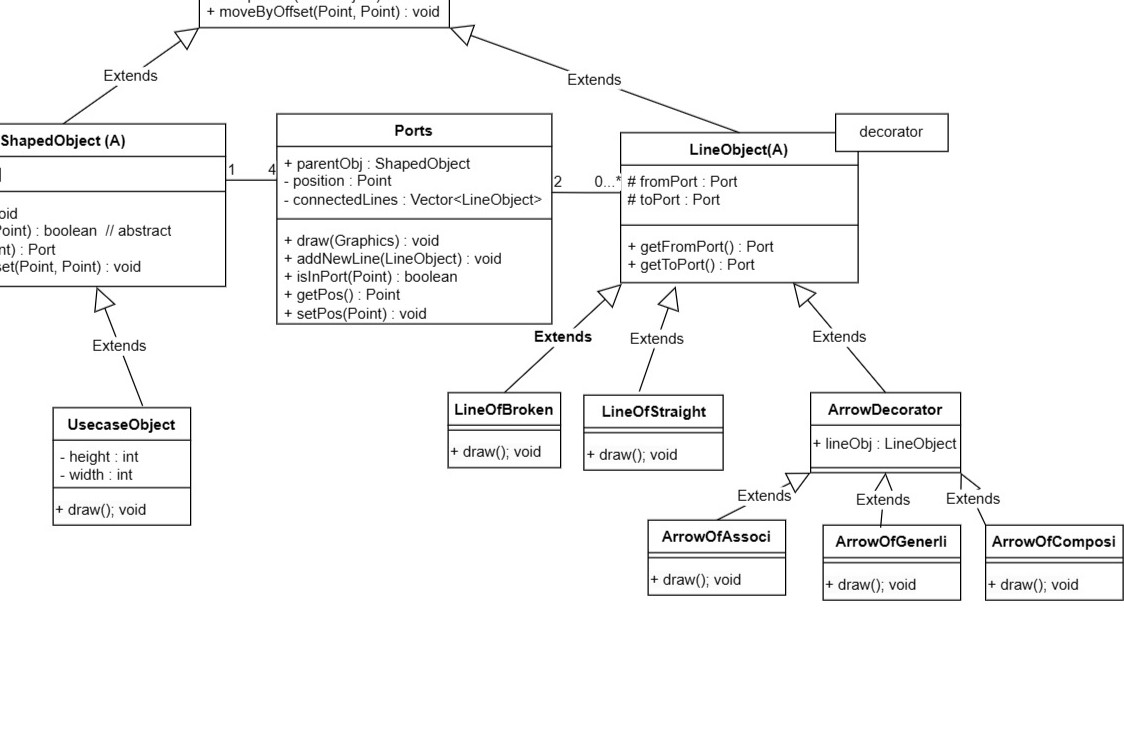 + moveByOffset(Point, Point) : void
Extends
Extends
ShapedObject (A)
boolean // abstract
: Port
(Point, Point) : void
1
4
Ports
+ parentObj : ShapedObject
- position : Point
- connectedLines : Vector<LineObject>
+ draw(Graphics) : void
+ addNewLine(LineObject) : void
+ isInPort(Point) : boolean
+ getPos() : Point
+ setPos(Point) : void
2
0...*
decorator
LineObject(A)
# fromPort : Port
# toPort : Port
+ getFromPort() : Port
+ getToPort() : Port
Extends
Extends
Extends
Extends
UsecaseObject
- height : int
- width : int
+ draw(); void
LineOfBroken
+ draw(); void
LineOfStraight
+ draw(); void
ArrowDecorator
+ lineObj : LineObject
Extends
Extends
Extends
ArrowOfAssoci
+ draw(); void
ArrowOfGenerli
+ draw(); void
ArrowOfComposi
+ draw(); void